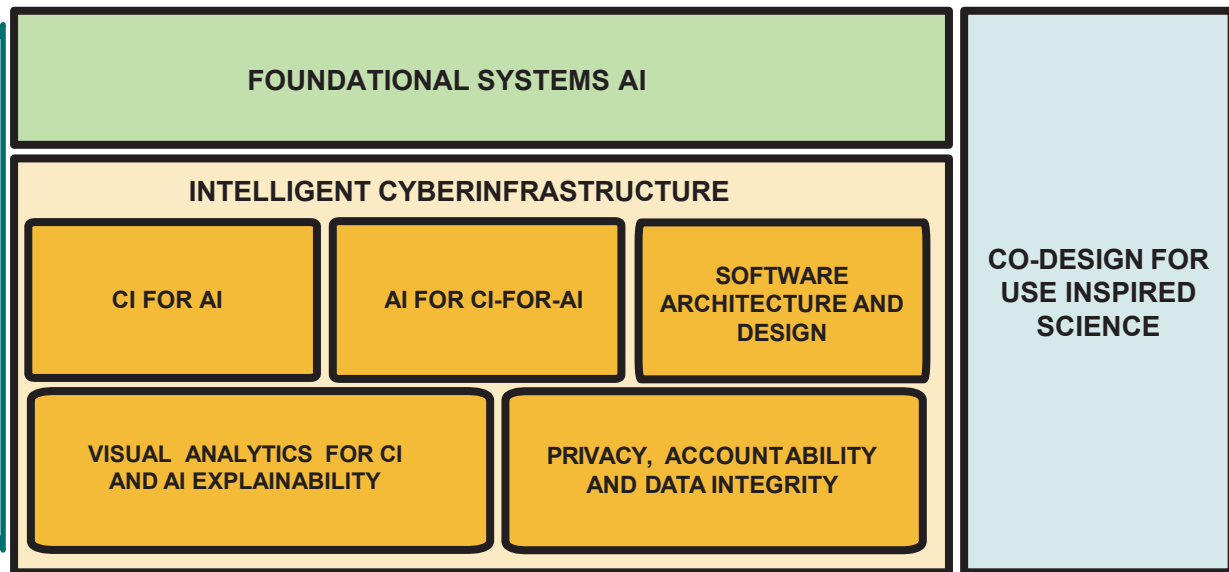 FOUNDATIONAL SYSTEMS AI
INTELLIGENT CYBERINFRASTRUCTURE
CI FOR AI
AI FOR CI-FOR-AI
SOFTWARE
ARCHITECTURE AND
DESIGN
VISUAL ANALYTICS FOR CI
AND AI EXPLAINABILITY
PRIVACY, ACCOUNTABILITY
AND DATA INTEGRITY
CO-DESIGN FOR
USE INSPIRED
SCIENCE